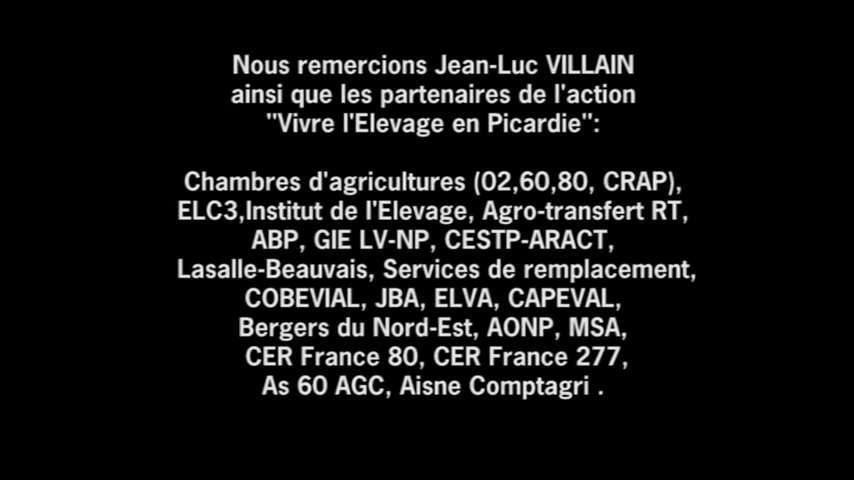 Nous remercions Jean-Luc VILLAIN
ainsi que les partenaires de l'action
"Vivre l'Elevage en Picardie":
Chambres d'agricultures (02,60,80, CRAP),
ELC3,Institut de l'Elevage, Agro-transfert RT,
ABP, GIE LV-NP, CESTP-ARACT,
Lasalle-Beauvais, Services de remplacement,
COBEVIAL, JBA, ELVA, CAPEVAL,
Bergers du Nord-Est, AONP, MSA,
CER France 80, CER France 277,
As 60 AGC, Aisne Comptagri .